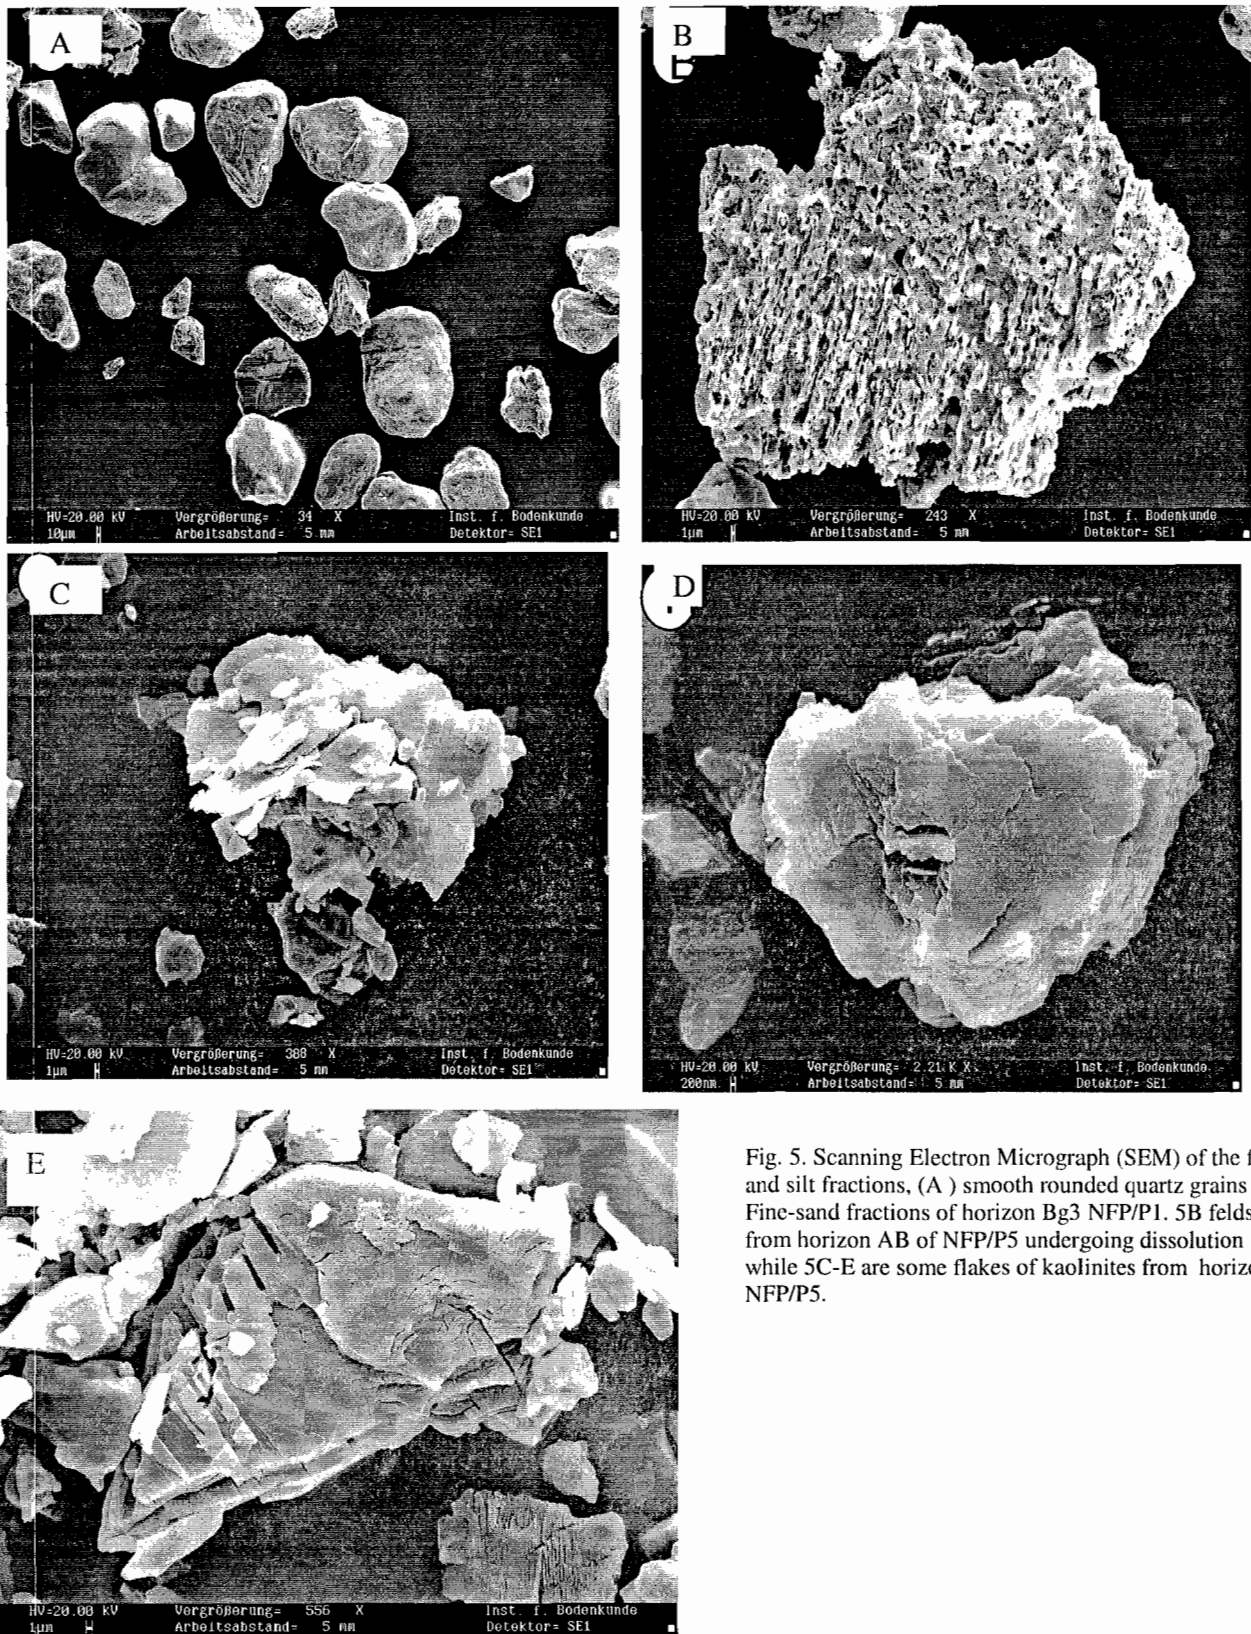 A
B
HV=20.00 kV Vergrößerung= 34 X Inst. f. Bodenkunde
10µm Arbeitsabstand= 5 mm Detektor= SE1
HV=20.00 kV Vergrößerung= 243 X Inst. f. Bodenkunde
1µm Arbeitsabstand= 5 mm Detektor= SE1
C
D
HV=20.00 kV Vergrößerung= 388 X Inst. f. Bodenkunde
1µm Arbeitsabstand= 5 mm Detektor= SE1
HV=20.00 kV Vergrößerung= 2.21 K X Inst. f. Bodenkunde
200nm Arbeitsabstand= 5 mm Detektor= SE1
E
HV=20.00 kV Vergrößerung= 556 X Inst. f. Bodenkunde
1µm Arbeitsabstand= 5 mm Detektor= SE1
Fig. 5. Scanning Electron Micrograph (SEM) of the f
and silt fractions, (A ) smooth rounded quartz grains
Fine-sand fractions of horizon Bg3 NFP/P1. 5B felds
from horizon AB of NFP/P5 undergoing dissolution
while 5C-E are some flakes of kaolinites from horizo
NFP/P5.